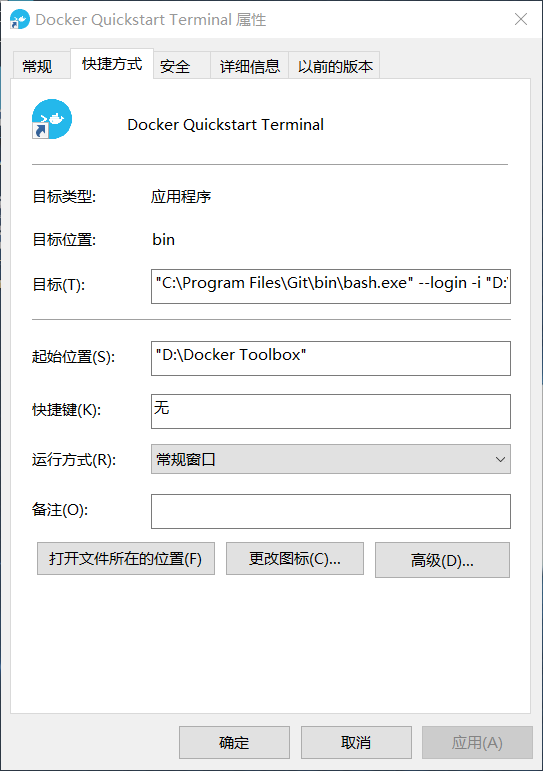 Docker Quickstart Terminal 属性
常规 快捷方式 安全 详细信息 以前的版本
Docker Quickstart Terminal
目标类型: 应用程序
目标位置: bin
目标(T): "C:\Program Files\Git\bin\bash.exe" --login -i "D:\
起始位置(S): "D:\Docker Toolbox"
快捷键(K): 无
运行方式(R): 常规窗口
备注(O):
打开文件所在的位置(F) 更改图标(C)... 高级(D)...
确定 取消 应用(A)